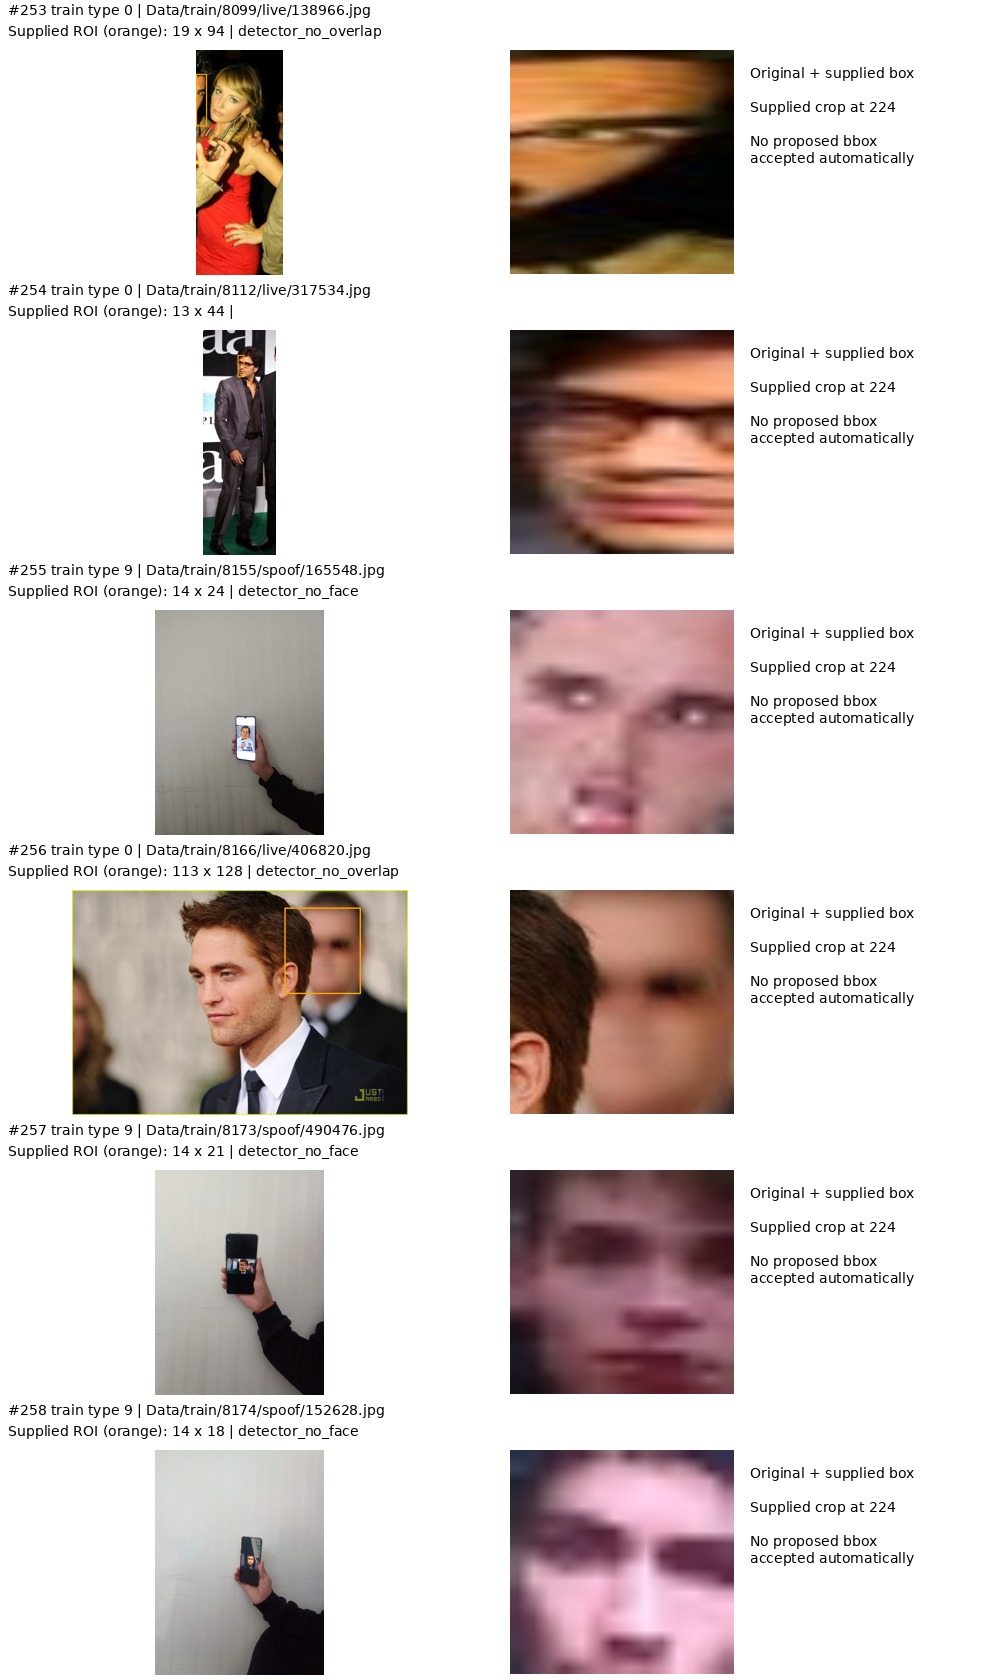 #253 train type 0 | Data/train/8099/live/138966.jpg
Supplied ROI (orange): 19 x 94 | detector_no_overlap
Original + supplied box
Supplied crop at 224
No proposed bbox
accepted automatically
#254 train type 0 | Data/train/8112/live/317534.jpg
Supplied ROI (orange): 13 x 44 |
aa
PI
a
Original + supplied box
Supplied crop at 224
No proposed bbox
accepted automatically
#255 train type 9 | Data/train/8155/spoof/165548.jpg
Supplied ROI (orange): 14 x 24 | detector_no_face
Original + supplied box
Supplied crop at 224
No proposed bbox
accepted automatically
#256 train type 0 | Data/train/8166/live/406820.jpg
Supplied ROI (orange): 113 x 128 | detector_no_overlap
JUST
JARED
Original + supplied box
Supplied crop at 224
No proposed bbox
accepted automatically
#257 train type 9 | Data/train/8173/spoof/490476.jpg
Supplied ROI (orange): 14 x 21 | detector_no_face
Original + supplied box
Supplied crop at 224
No proposed bbox
accepted automatically
#258 train type 9 | Data/train/8174/spoof/152628.jpg
Supplied ROI (orange): 14 x 18 | detector_no_face
Original + supplied box
Supplied crop at 224
No proposed bbox
accepted automatically